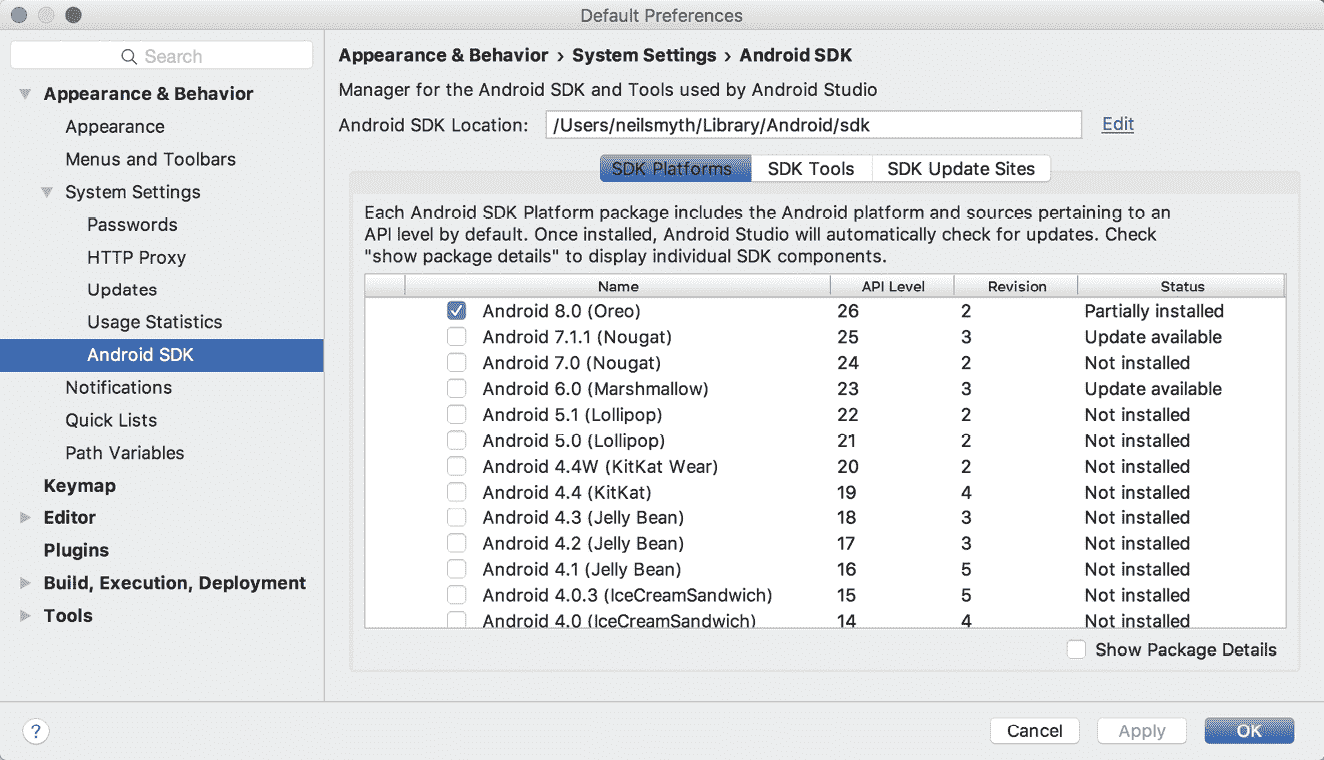 Default Preferences
Search
Appearance & Behavior
Appearance
Menus and Toolbars
System Settings
Passwords
HTTP Proxy
Updates
Usage Statistics
Android SDK
Notifications
Quick Lists
Path Variables
Keymap
Editor
Plugins
Build, Execution, Deployment
Tools
Appearance & Behavior › System Settings › Android SDK
Manager for the Android SDK and Tools used by Android Studio
Android SDK Location: /Users/neilsmyth/Library/Android/sdk Edit
SDK Platforms SDK Tools SDK Update Sites
Each Android SDK Platform package includes the Android platform and sources pertaining to an
API level by default. Once installed, Android Studio will automatically check for updates. Check
"show package details" to display individual SDK components.
Name API Level Revision Status
Android 8.0 (Oreo) 26 2 Partially installed
Android 7.1.1 (Nougat) 25 3 Update available
Android 7.0 (Nougat) 24 2 Not installed
Android 6.0 (Marshmallow) 23 3 Update available
Android 5.1 (Lollipop) 22 2 Not installed
Android 5.0 (Lollipop) 21 2 Not installed
Android 4.4W (KitKat Wear) 20 2 Not installed
Android 4.4 (KitKat) 19 4 Not installed
Android 4.3 (Jelly Bean) 18 3 Not installed
Android 4.2 (Jelly Bean) 17 3 Not installed
Android 4.1 (Jelly Bean) 16 5 Not installed
Android 4.0.3 (IceCreamSandwich) 15 5 Not installed
Android 4.0 (IceCreamSandwich) 14 4 Not installed
Show Package Details
? Cancel Apply OK